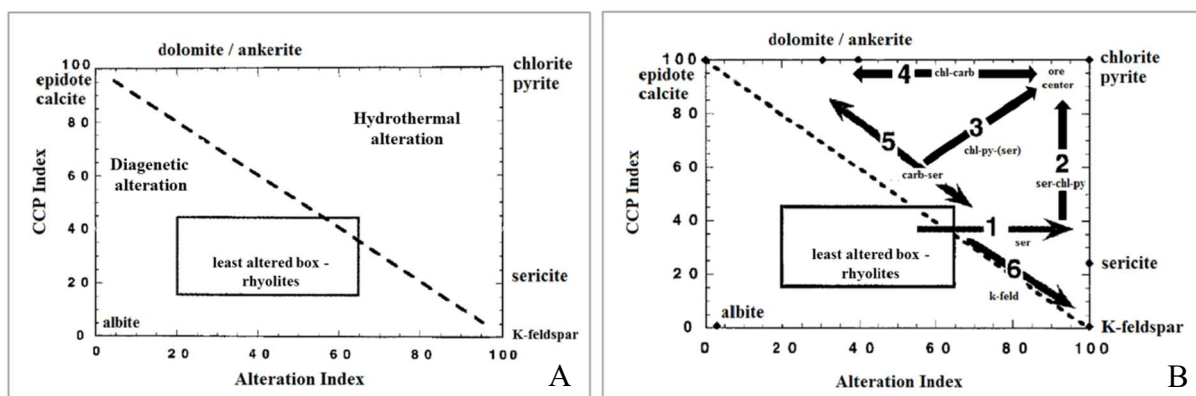 dolomite / ankerite
100
epidote
calcite
chlorite
pyrite
80
Hydrothermal
alteration
Diagenetic
alteration
60
CCP Index
40
least altered box -
rhyolites
sericite
20
albite
K-feldspar
0
0 20 40 60 80 100
Alteration Index
A
dolomite / ankerite
100
epidote
calcite
4
chl-carb
ore
center
chlorite
pyrite
80
5
3
chl-py-(ser)
60
carb-ser
2
ser-chl-py
CCP Index
40
1
ser
least altered box -
rhyolites
sericite
20
6
k-feld
albite
K-feldspar
0
0 20 40 60 80 100
Alteration Index
B